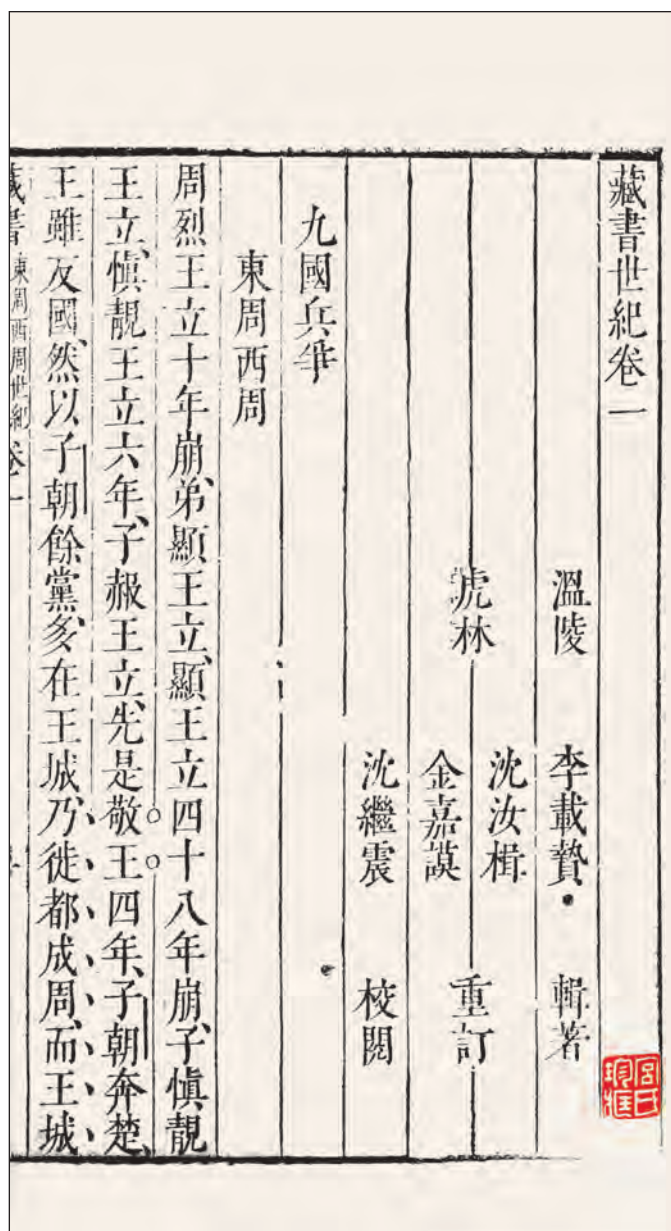 藏書世紀卷一
溫陵 李載贄 輯著
虎林 沈汝楫 金嘉謨 重訂
沈繼震 校閱
九國兵爭
東周西周
周烈王立十年崩、弟顯王立、顯王立四十八年崩、子愼靚
王立、愼靚王立六年、子赧王立、先是敬王四年、子朝奔楚、
王雖反國、然以子朝餘黨、多在王城、乃徙都成周、而王城
藏書 東周西周世紀 卷一